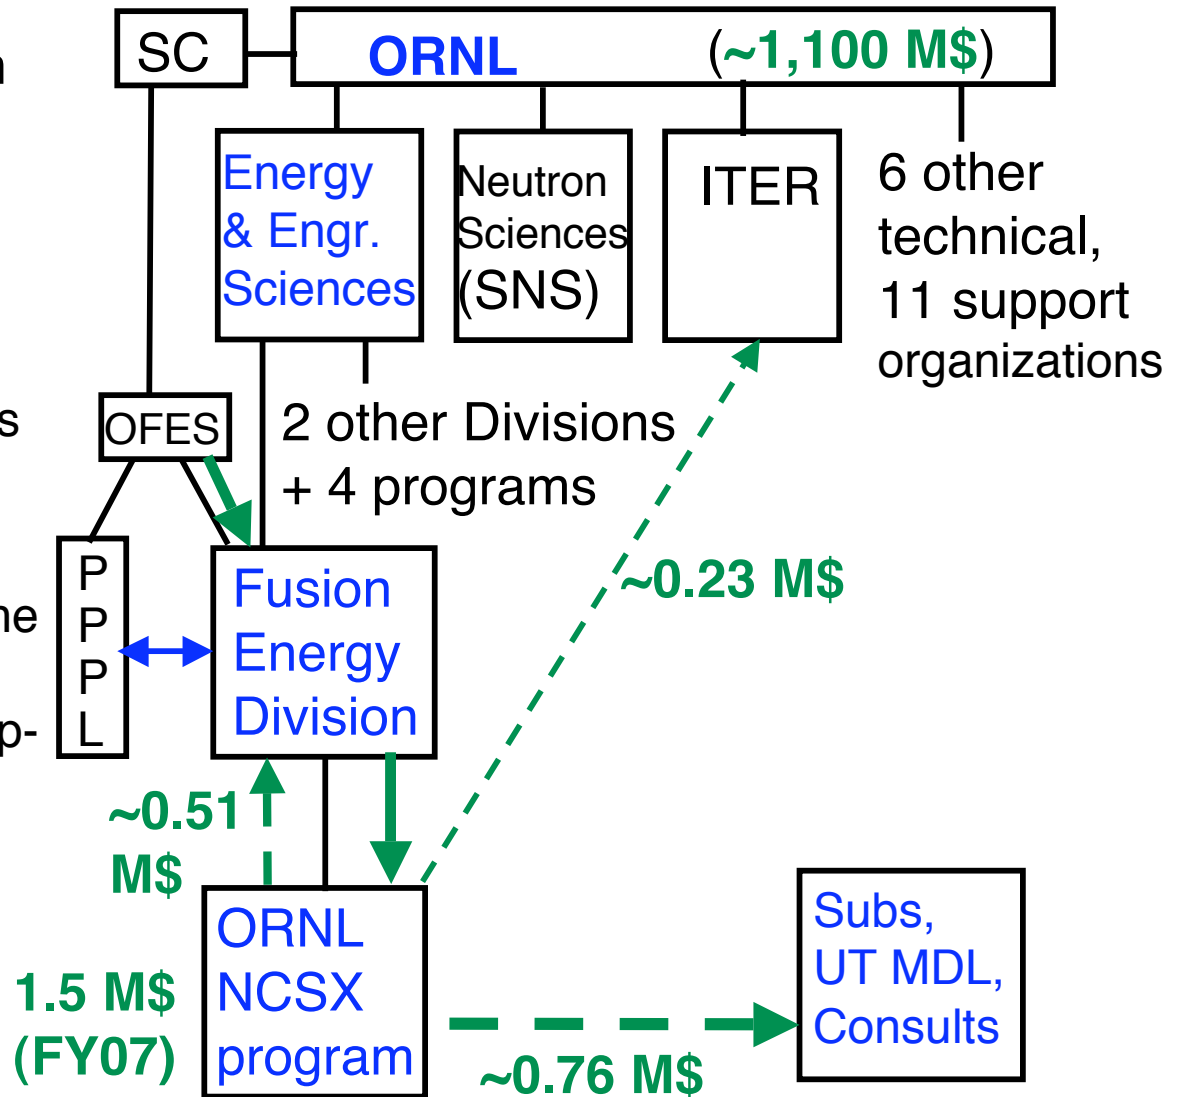 SC
ORNL (~1,100 M$)
Energy
& Engr.
Sciences
Neutron
Sciences
(SNS)
ITER
6 other
technical,
11 support
organizations
OFES
2 other Divisions
+ 4 programs
P
P
P
L
Fusion
Energy
Division
~0.23 M$
~0.51
M$
ORNL
NCSX
program
1.5 M$
(FY07)
~0.76 M$
Subs,
UT MDL,
Consults